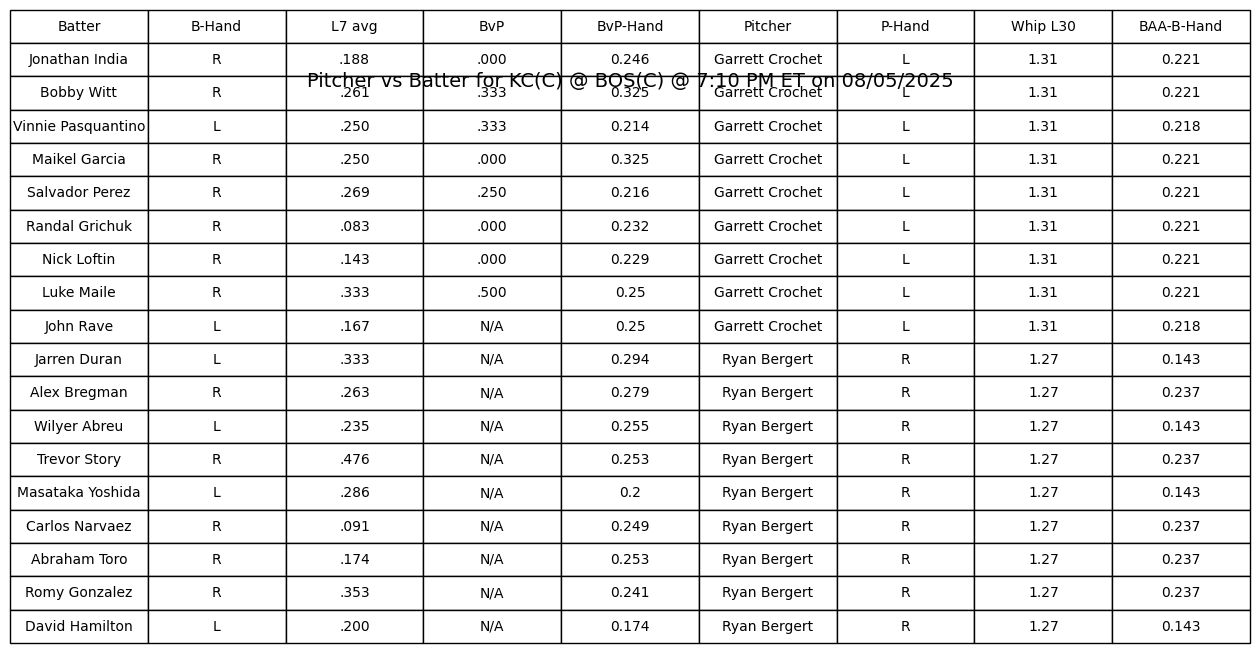 Batter B-Hand L7 avg BvP BvP-Hand Pitcher P-Hand Whip L30 BAA-B-Hand
Jonathan India R .188 .000 0.246 Garrett Crochet L 1.31 0.221
Pitcher vs Batter for KC(C) @ BOS(C) @ 7:10 PM ET on 08/05/2025
Bobby Witt R .261 .333 0.325 Garrett Crochet L 1.31 0.221
Vinnie Pasquantino L .250 .333 0.214 Garrett Crochet L 1.31 0.218
Maikel Garcia R .250 .000 0.325 Garrett Crochet L 1.31 0.221
Salvador Perez R .269 .250 0.216 Garrett Crochet L 1.31 0.221
Randal Grichuk R .083 .000 0.232 Garrett Crochet L 1.31 0.221
Nick Loftin R .143 .000 0.229 Garrett Crochet L 1.31 0.221
Luke Maile R .333 .500 0.25 Garrett Crochet L 1.31 0.221
John Rave L .167 N/A 0.25 Garrett Crochet L 1.31 0.218
Jarren Duran L .333 N/A 0.294 Ryan Bergert R 1.27 0.143
Alex Bregman R .263 N/A 0.279 Ryan Bergert R 1.27 0.237
Wilyer Abreu L .235 N/A 0.255 Ryan Bergert R 1.27 0.143
Trevor Story R .476 N/A 0.253 Ryan Bergert R 1.27 0.237
Masataka Yoshida L .286 N/A 0.2 Ryan Bergert R 1.27 0.143
Carlos Narvaez R .091 N/A 0.249 Ryan Bergert R 1.27 0.237
Abraham Toro R .174 N/A 0.253 Ryan Bergert R 1.27 0.237
Romy Gonzalez R .353 N/A 0.241 Ryan Bergert R 1.27 0.237
David Hamilton L .200 N/A 0.174 Ryan Bergert R 1.27 0.143